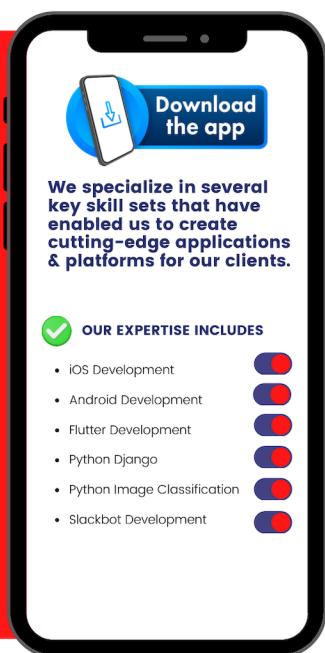 Download
the app
We specialize in several
key skill sets that have
enabled us to create
cutting-edge applications
& platforms for our clients.
OUR EXPERTISE INCLUDES
• iOS Development
• Android Development
• Flutter Development
• Python Django
• Python Image Classification
• Slackbot Development